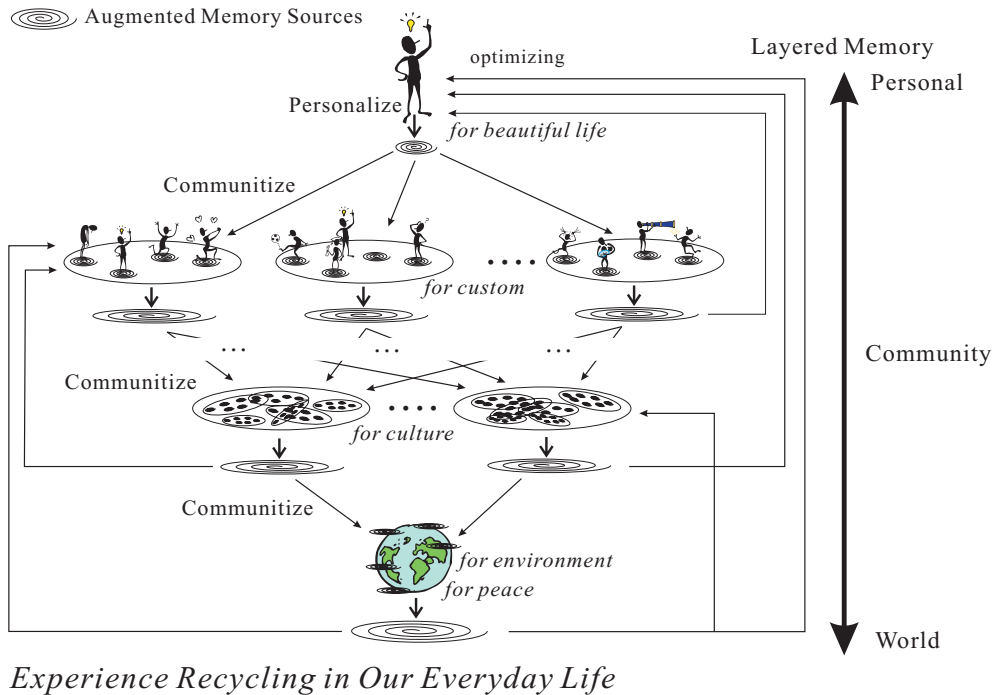 Augmented Memory Sources
Layered Memory
optimizing
Personal
Personalize
for beautiful life
Communitize
for custom
Community
Communitize
for culture
Communitize
for environment
for peace
World
Experience Recycling in Our Everyday Life